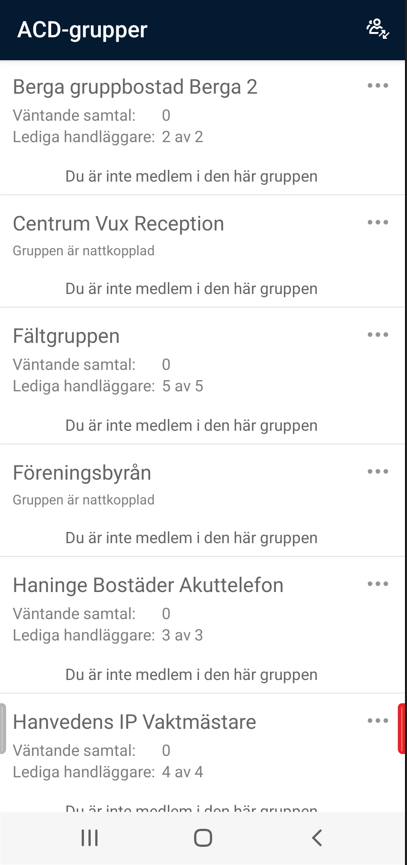 ACD-grupper
Berga gruppbostad Berga 2
Väntande samtal: 0
Lediga handläggare: 2 av 2
Du är inte medlem i den här gruppen
Centrum Vux Reception
Gruppen är nattkopplad
Du är inte medlem i den här gruppen
Fältgruppen
Väntande samtal: 0
Lediga handläggare: 5 av 5
Du är inte medlem i den här gruppen
Föreningsbyrån
Gruppen är nattkopplad
Du är inte medlem i den här gruppen
Haninge Bostäder Akuttelefon
Väntande samtal: 0
Lediga handläggare: 3 av 3
Du är inte medlem i den här gruppen
Hanvedens IP Vaktmästare
Väntande samtal: 0
Lediga handläggare: 4 av 4
Du är inte medlem i den här gruppen